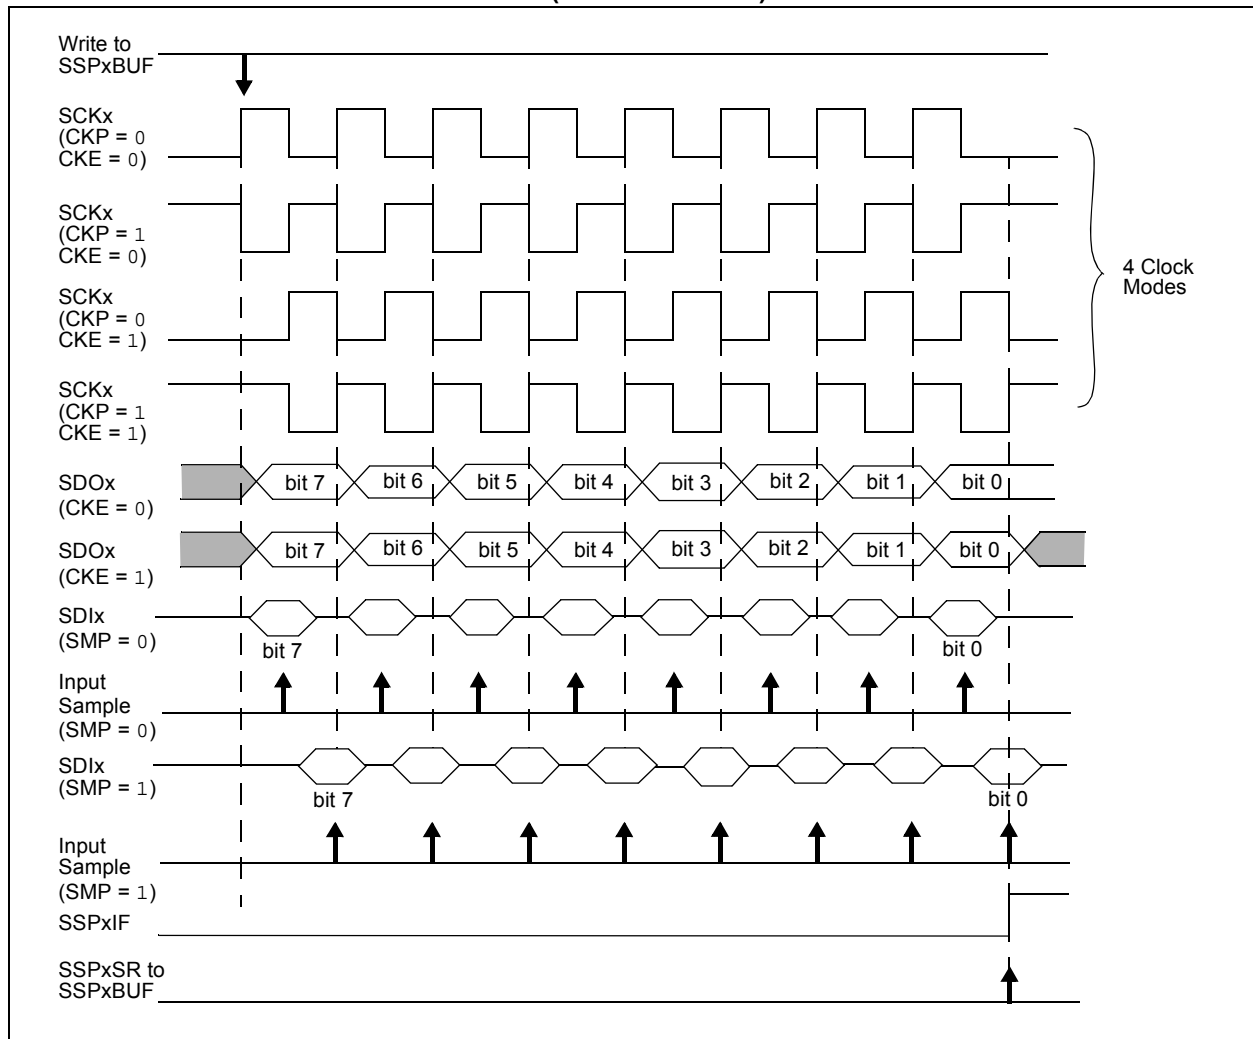 Write to
SSPxBUF
SCKx
(CKP = 0
CKE = 0)
SCKx
(CKP = 1
CKE = 0)
4 Clock
Modes
SCKx
(CKP = 0
CKE = 1)
SCKx
(CKP = 1
CKE = 1)
SDOx
(CKE = 0)
bit 7 bit 6 bit 5 bit 4 bit 3 bit 2 bit 1 bit 0
SDOx
(CKE = 1)
bit 7 bit 6 bit 5 bit 4 bit 3 bit 2 bit 1 bit 0
SDIx
(SMP = 0)
bit 7 bit 0
Input
Sample
(SMP = 0)
SDIx
(SMP = 1)
bit 7 bit 0
Input
Sample
(SMP = 1)
SSPxIF
SSPxSR to
SSPxBUF